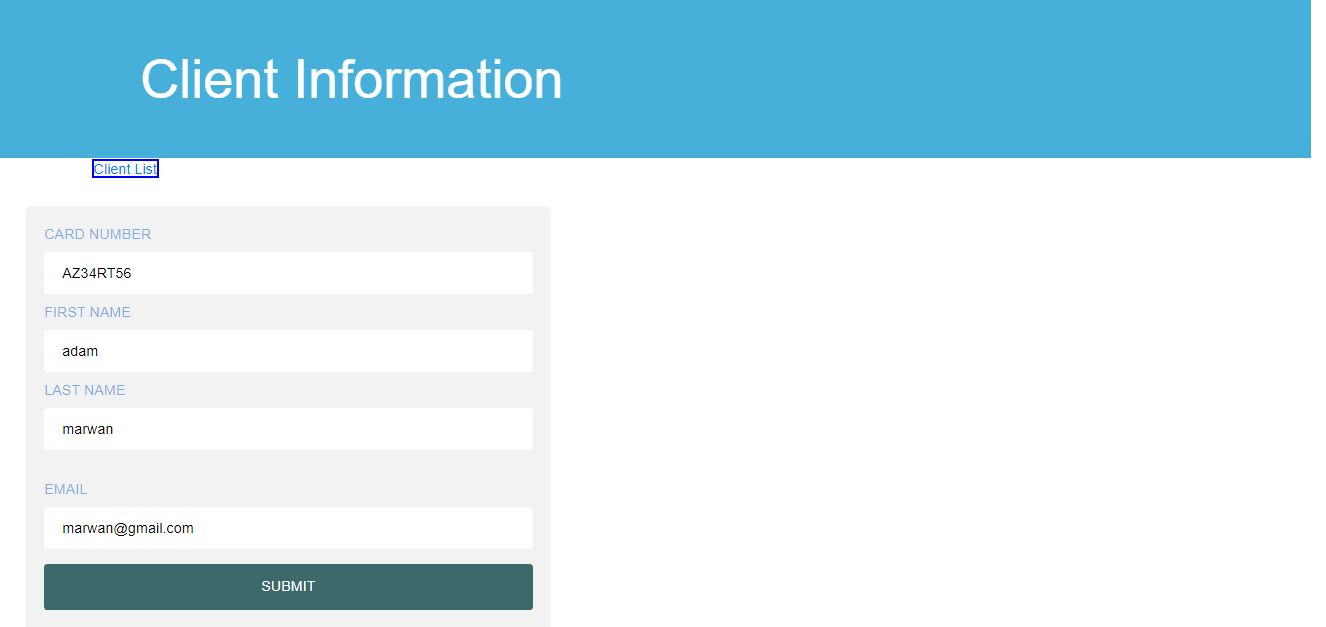 Client Information
Client List
CARD NUMBER
AZ34RT56
FIRST NAME
adam
LAST NAME
marwan
EMAIL
marwan@gmail.com
SUBMIT